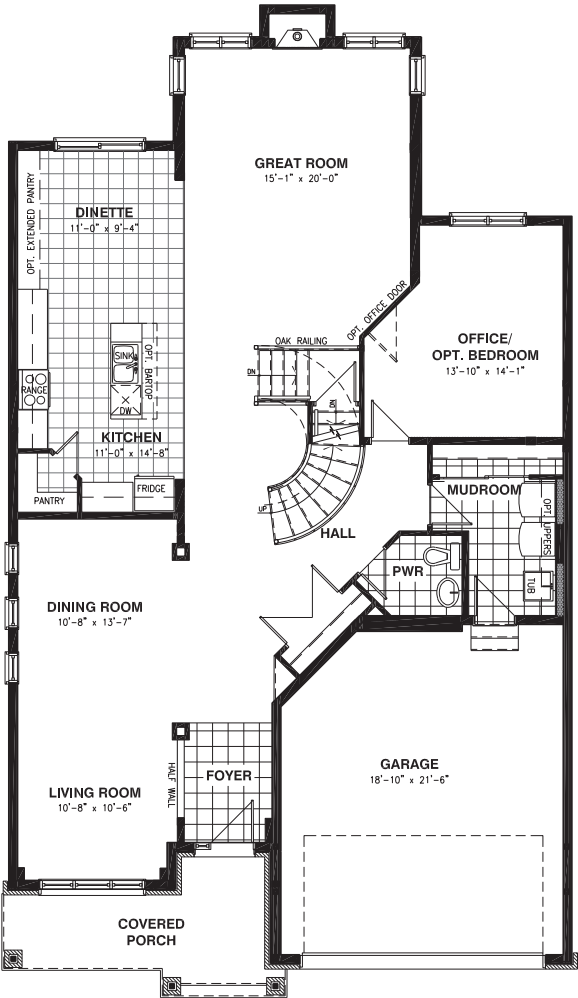 GREAT ROOM
15'-1" x 20'-0"
OPT. EXTENDED PANTRY
DINETTE
11'-0" x 9'-4"
OPT. OFFICE DOOR
OAK RAILING
OFFICE/
OPT. BEDROOM
13'-10" x 14'-1"
DN
SINK
OPT. BARTOP
RANGE
DW
DN
KITCHEN
11'-0" x 14'-8"
FRIDGE
PANTRY
UP
HALL
MUDROOM
OPT. UPPERS
PWR
TUB
DINING ROOM
10'-8" x 13'-7"
HALF WALL
FOYER
GARAGE
18'-10" x 21'-6"
LIVING ROOM
10'-8" x 10'-6"
COVERED
PORCH